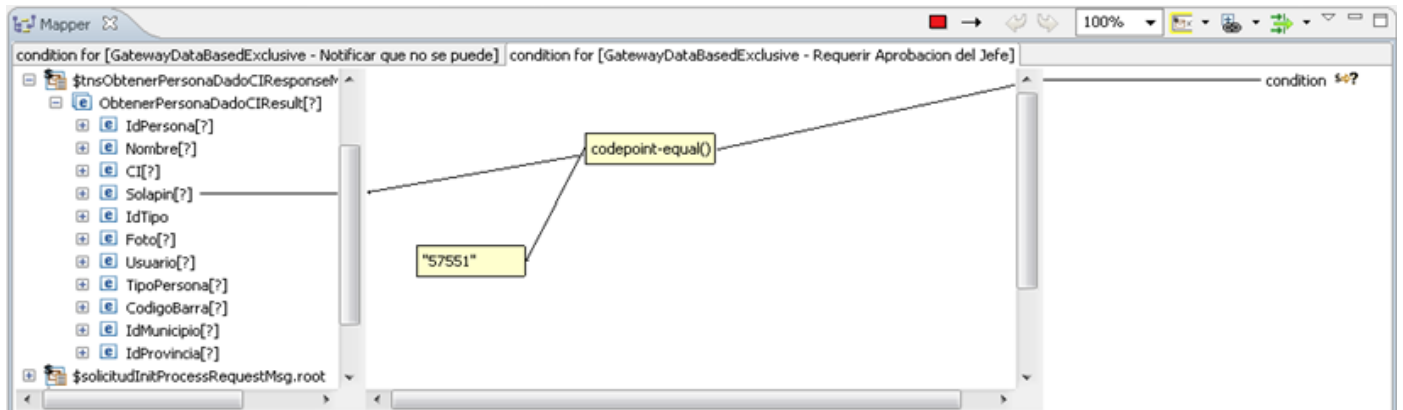 Mapper
100%
condition for [GatewayDataBasedExclusive - Notificar que no se puede]
condition for [GatewayDataBasedExclusive - Requerir Aprobacion del Jefe]
$tnsObtenerPersonaDadoCIResponseM
ObtenerPersonaDadoCIResult[?]
IdPersona[?]
Nombre[?]
CI[?]
Solapin[?]
IdTipo
Foto[?]
Usuario[?]
TipoPersona[?]
CodigoBarra[?]
IdMunicipio[?]
IdProvincia[?]
$solicitudInitProcessRequestMsg.root
codepoint-equal()
"57551"
condition